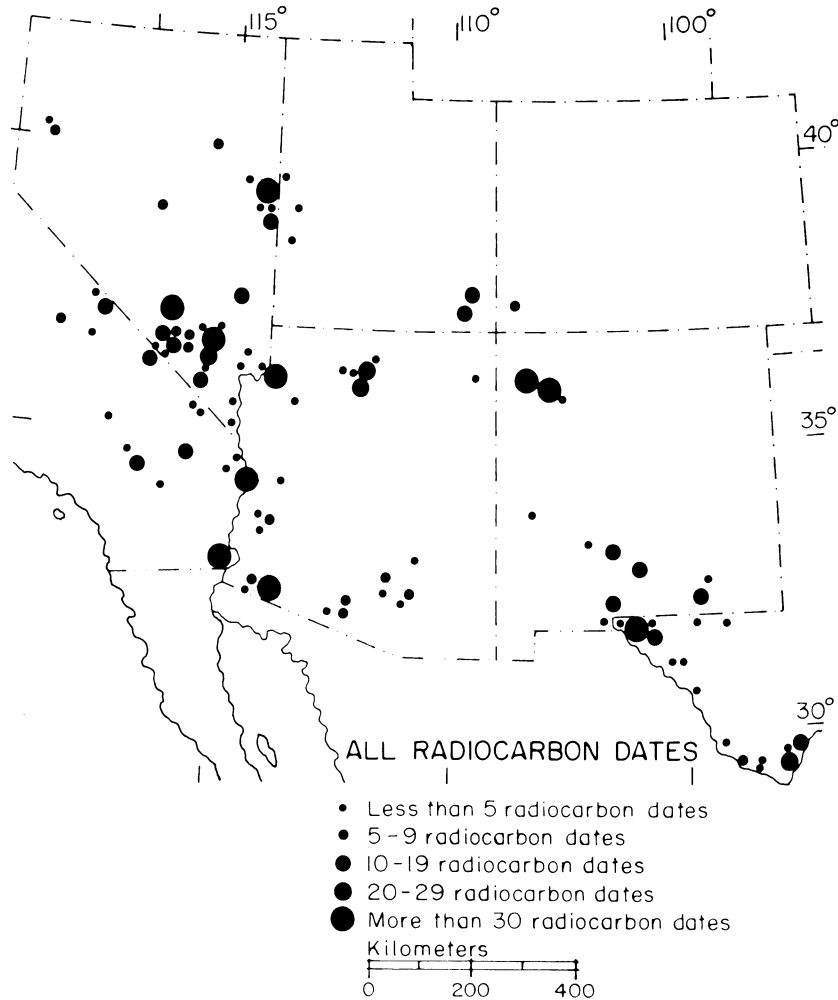 115°
110°
100°
40°
35°
30°
ALL RADIOCARBON DATES
Less than 5 radiocarbon dates
5-9 radiocarbon dates
10-19 radiocarbon dates
20-29 radiocarbon dates
More than 30 radiocarbon dates
Kilometers
0 200 400